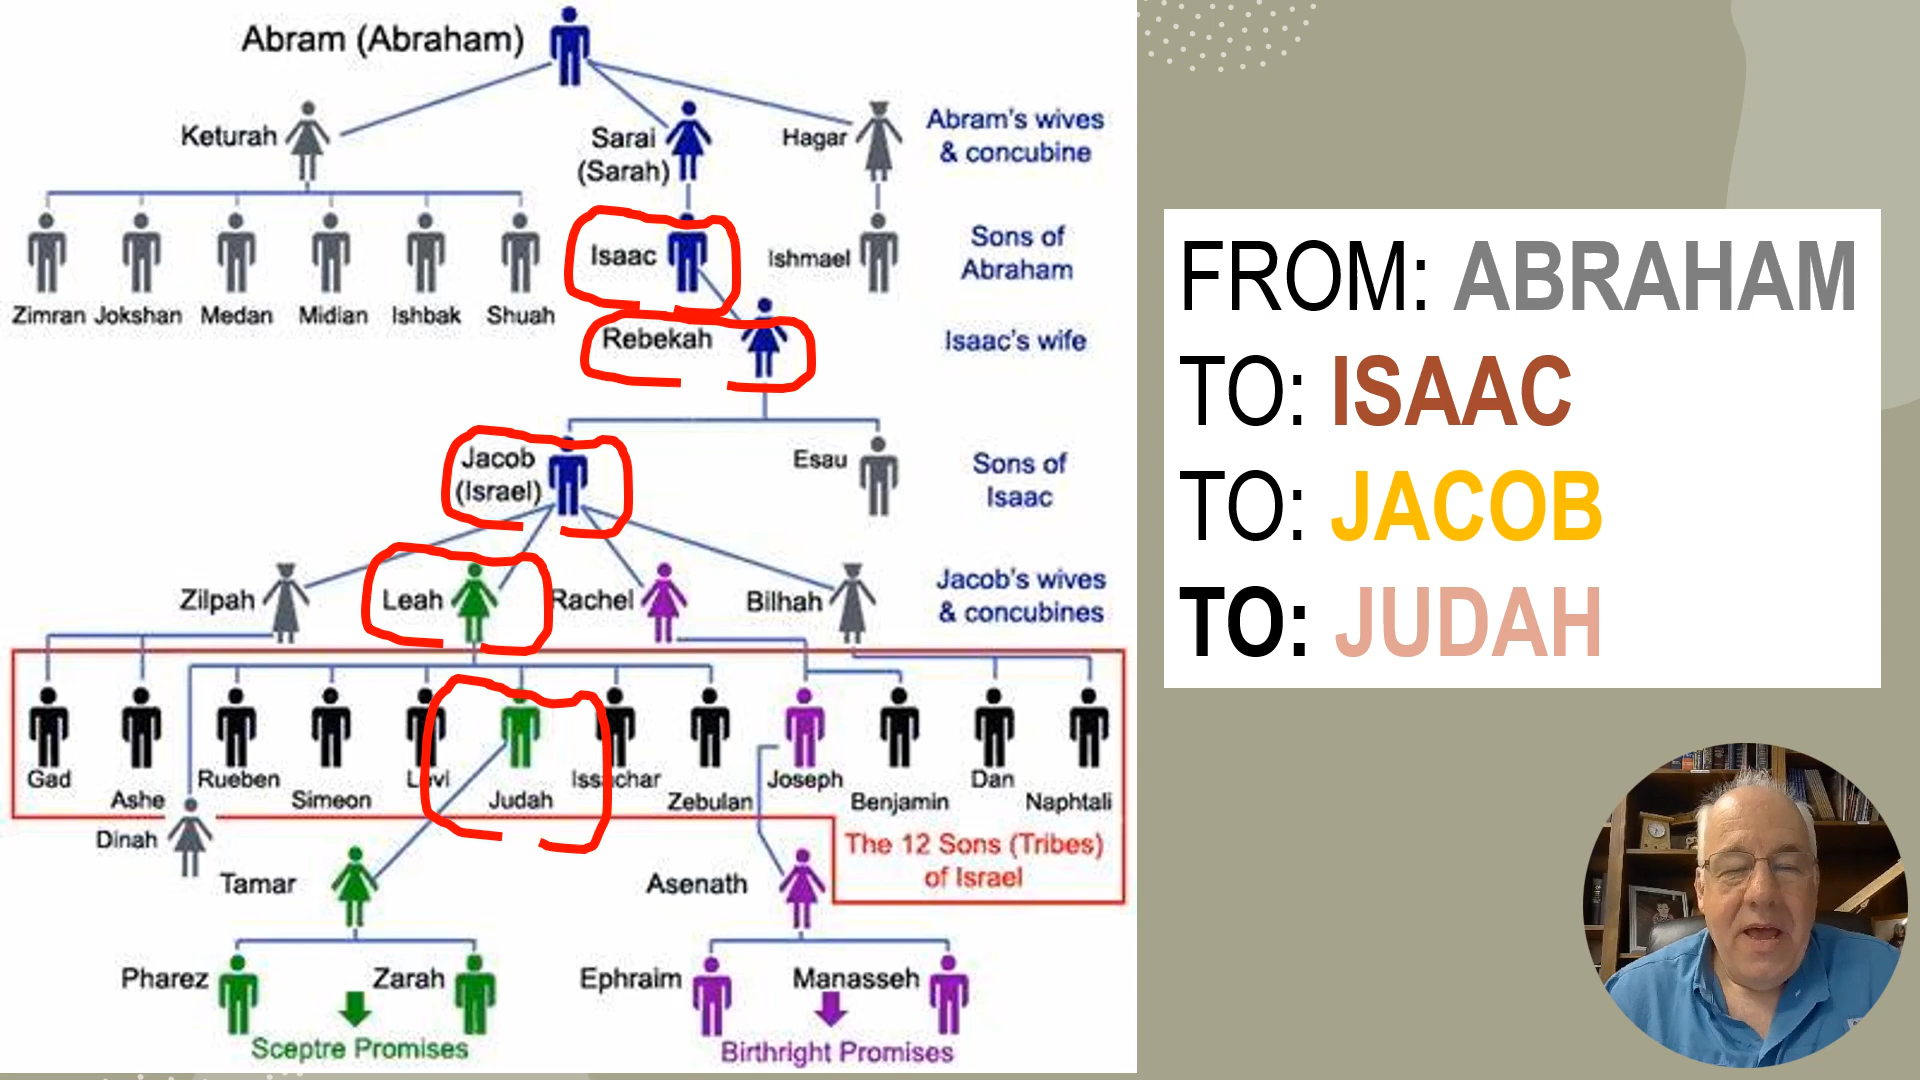 Abram (Abraham)
Keturah
Sarai
(Sarah)
Hagar
Abram's wives
& concubine
Isaac
Ishmael
Sons of
Abraham
Zimran Jokshan Medan Midian Ishbak Shuah
Rebekah
Isaac's wife
Jacob
(Israel)
Esau
Sons of
Isaac
Zilpah
Leah
Rachel
Bilhah
Jacob's wives
& concubines
Gad
Ashe
Rueben
Simeon
Levi
Judah
Issachar
Zebulan
Joseph
Benjamin
Dan
Naphtali
Dinah
The 12 Sons (Tribes)
of Israel
Tamar
Asenath
Pharez
Zarah
Ephraim
Manasseh
Sceptre Promises
Birthright Promises
FROM: ABRAHAM
TO: ISAAC
TO: JACOB
TO: JUDAH